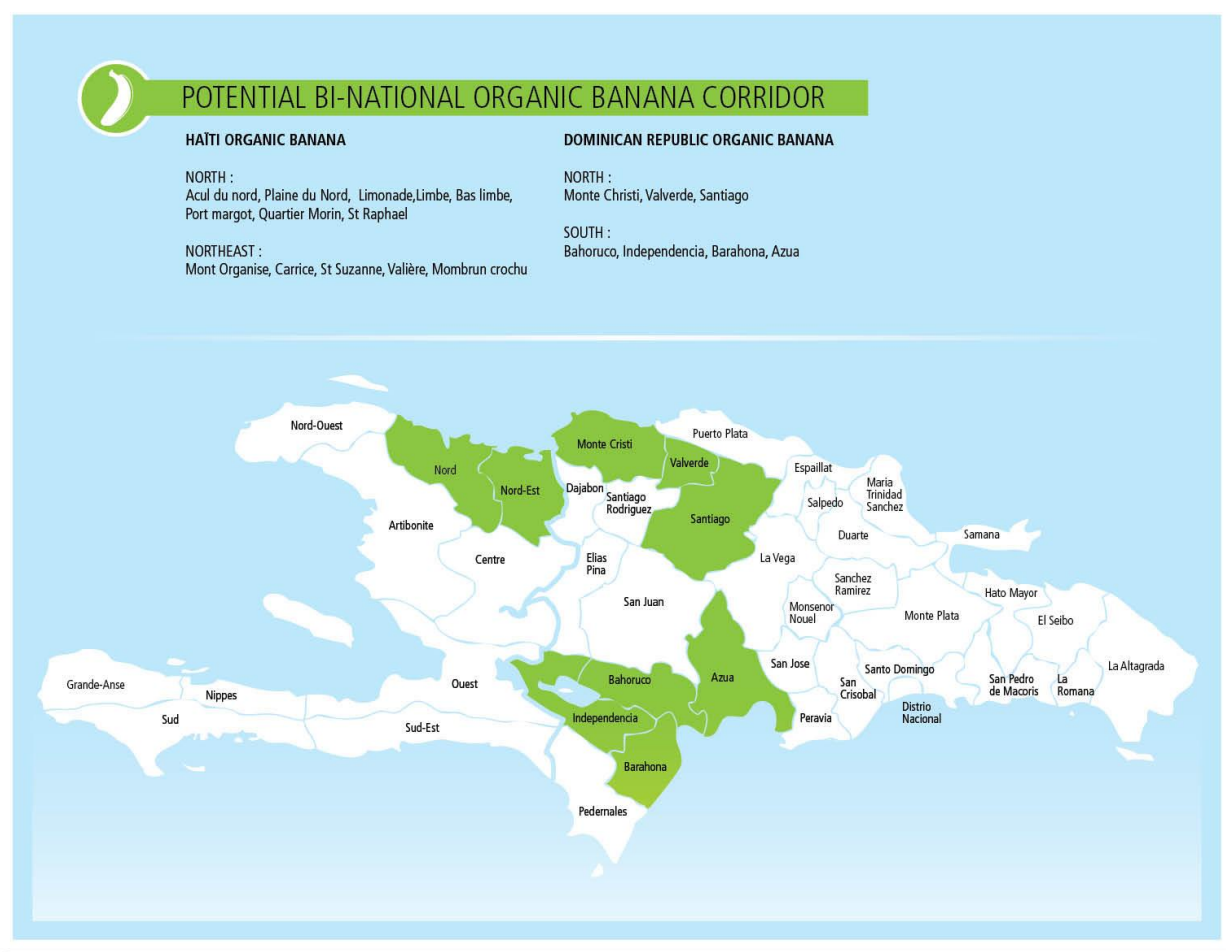 POTENTIAL BI-NATIONAL ORGANIC BANANA CORRIDOR
HAÏTI ORGANIC BANANA
NORTH :
Acul du nord, Plaine du Nord, Limonade,Limbe, Bas limbe,
Port margot, Quartier Morin, St Raphael
NORTHEAST :
Mont Organise, Carrice, St Suzanne, Valière, Mombrun crochu
DOMINICAN REPUBLIC ORGANIC BANANA
NORTH :
Monte Christi, Valverde, Santiago
SOUTH :
Bahoruco, Independencia, Barahona, Azua
Nord-Ouest
Nord
Nord-Est
Artibonite
Centre
Ouest
Grande-Anse
Nippes
Sud
Sud-Est
Monte Cristi
Puerto Plata
Valverde
Dajabon
Santiago
Rodriguez
Santiago
Espaillat
Maria
Trinidad
Sanchez
Salpedo
Duarte
Samana
Elias
Pina
La Vega
San Juan
Sanchez
Ramirez
Monsenor
Nouel
Monte Plata
Hato Mayor
El Seibo
La Altagrada
Bahoruco
Azua
San Jose
San
Crisobal
Santo Domingo
San Pedro
de Macoris
La
Romana
Distrio
Nacional
Peravia
Independencia
Barahona
Pedernales